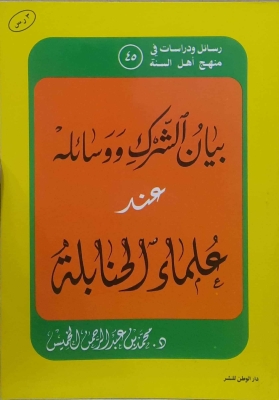 ٣ ر.س
رسائل ودراسات في
منهج أهل السنة
٤٥
بيان الشرك ووسائله
عند
علماء الحنابلة
د. محمد بن عبد الرحمن الخميس
دار الوطن للنشر